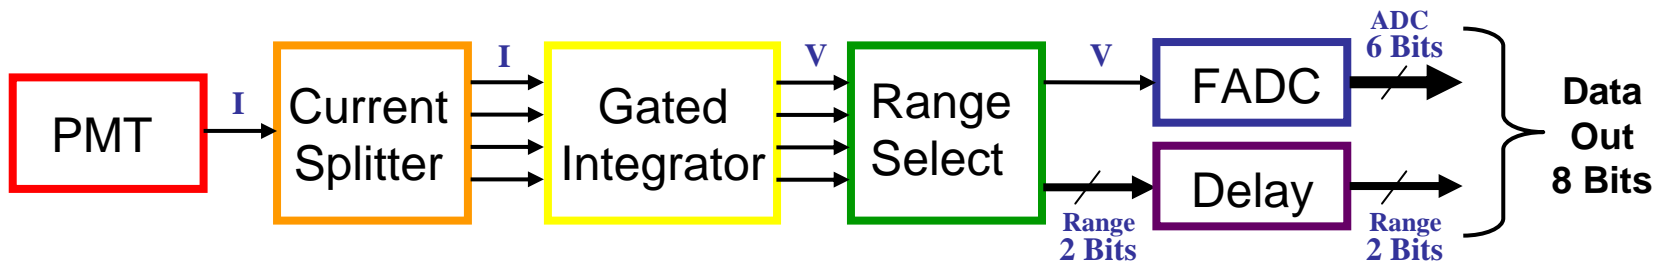 PMT
I
Current
Splitter
I
Gated
Integrator
V
Range
Select
V
FADC
ADC
6 Bits
Range
2 Bits
Delay
Range
2 Bits
Data
Out
8 Bits